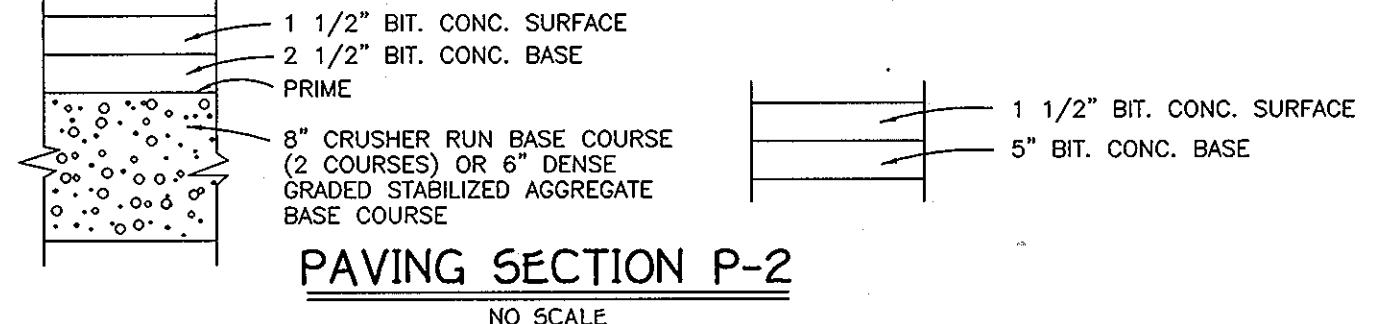 1 1/2" BIT. CONC. SURFACE
2 1/2" BIT. CONC. BASE
PRIME
8" CRUSHER RUN BASE COURSE
(2 COURSES) OR 6" DENSE
GRADED STABILIZED AGGREGATE
BASE COURSE
1 1/2" BIT. CONC. SURFACE
5" BIT. CONC. BASE
PAVING SECTION P-2
NO SCALE